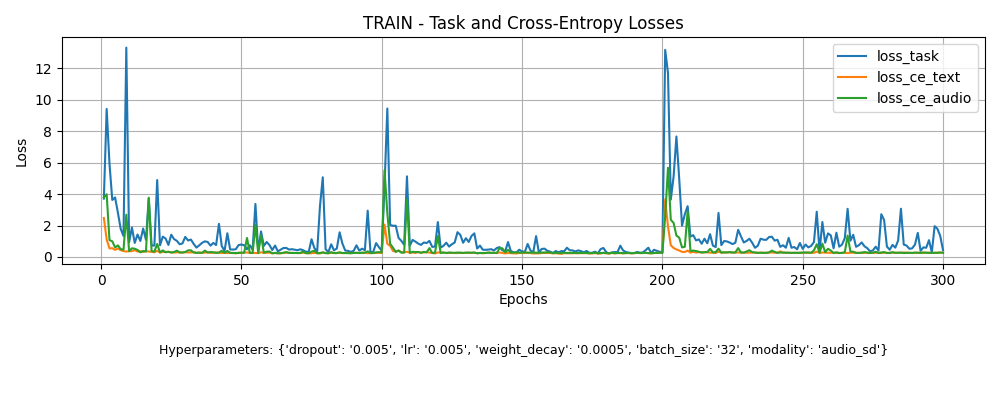 TRAIN - Task and Cross-Entropy Losses
loss_task
loss_ce_text
loss_ce_audio
Loss
12
10
8
6
4
2
0
0 50 100 150 200 250 300
Epochs
Hyperparameters: {'dropout': '0.005', 'lr': '0.005', 'weight_decay': '0.0005', 'batch_size': '32', 'modality': 'audio_sd'}